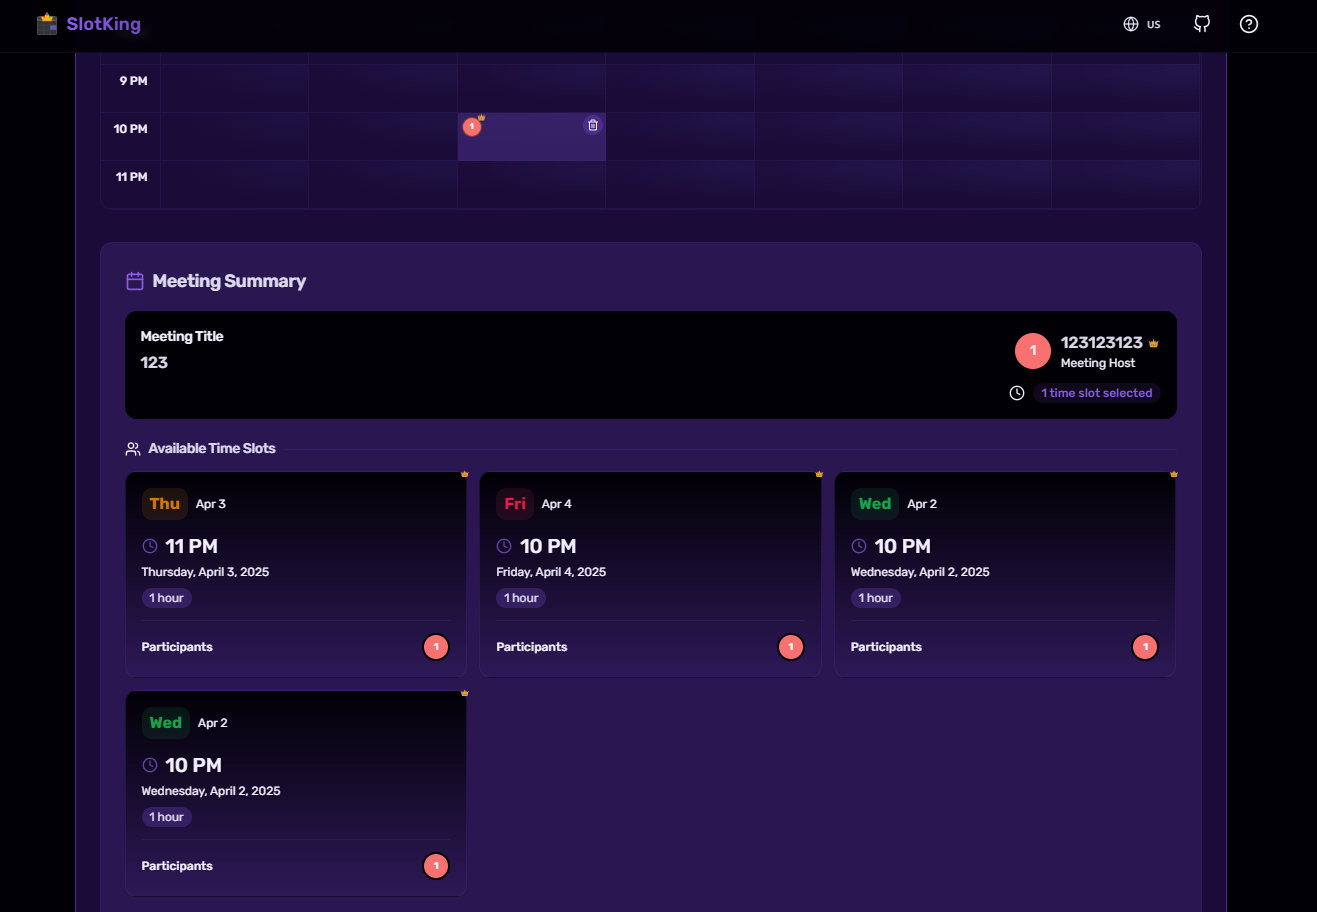 SlotKing
US
9 PM
10 PM
1
11 PM
Meeting Summary
Meeting Title
123
1
123123123
Meeting Host
1 time slot selected
Available Time Slots
Thu Apr 3
11 PM
Thursday, April 3, 2025
1 hour
Participants 1
Fri Apr 4
10 PM
Friday, April 4, 2025
1 hour
Participants 1
Wed Apr 2
10 PM
Wednesday, April 2, 2025
1 hour
Participants 1
Wed Apr 2
10 PM
Wednesday, April 2, 2025
1 hour
Participants 1